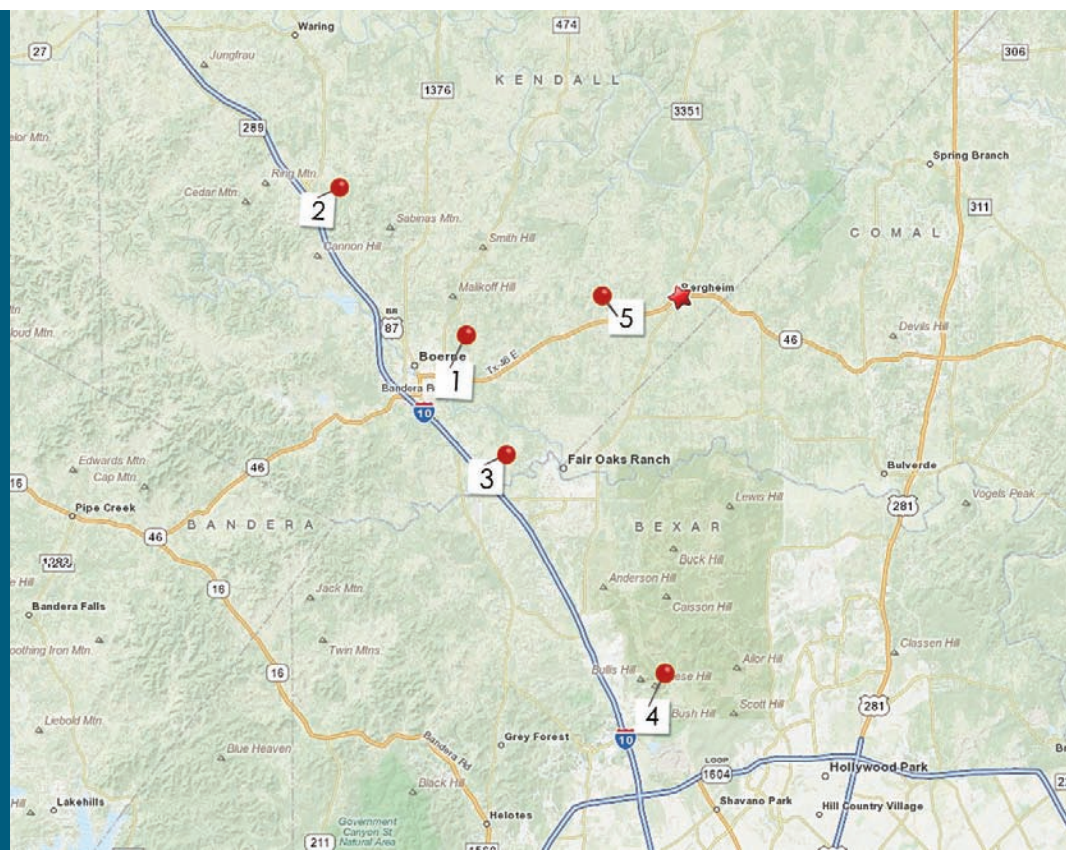 Waring
474
306
27
Jungfrau
KENDALL
1376
3351
289
Spring Branch
Ring Mtn.
Cedar Mtn.
311
2
Sabinas Mtn.
COMAL
Smith Hill
Cannon Hill
Malikoff Hill
5
BR
87
46
Devils Hill
Boerne
Tx-46 E
1
10
Edwards Mtn.
46
Cap Mtn.
3
Fair Oaks Ranch
Bulverde
16
Pipe Creek
Lewis Hill
Vogels Peak
281
BANDERA
BEXAR
46
Buck Hill
Anderson Hill
16
Jack Mtn.
Caisson Hill
Bandera Falls
Twin Mtns.
Classen Hill
Bullis Hill
Ailor Hill
16
4
Bush Hill
Scott Hill
281
Liebold Mtn.
10
Grey Forest
Blue Heaven
Bandera Rd
LOOP
1604
Hollywood Park
Black Hill
Lakehills
Shavano Park
Hill Country Village
Helotes
Government
Canyon St
Natural Area
211